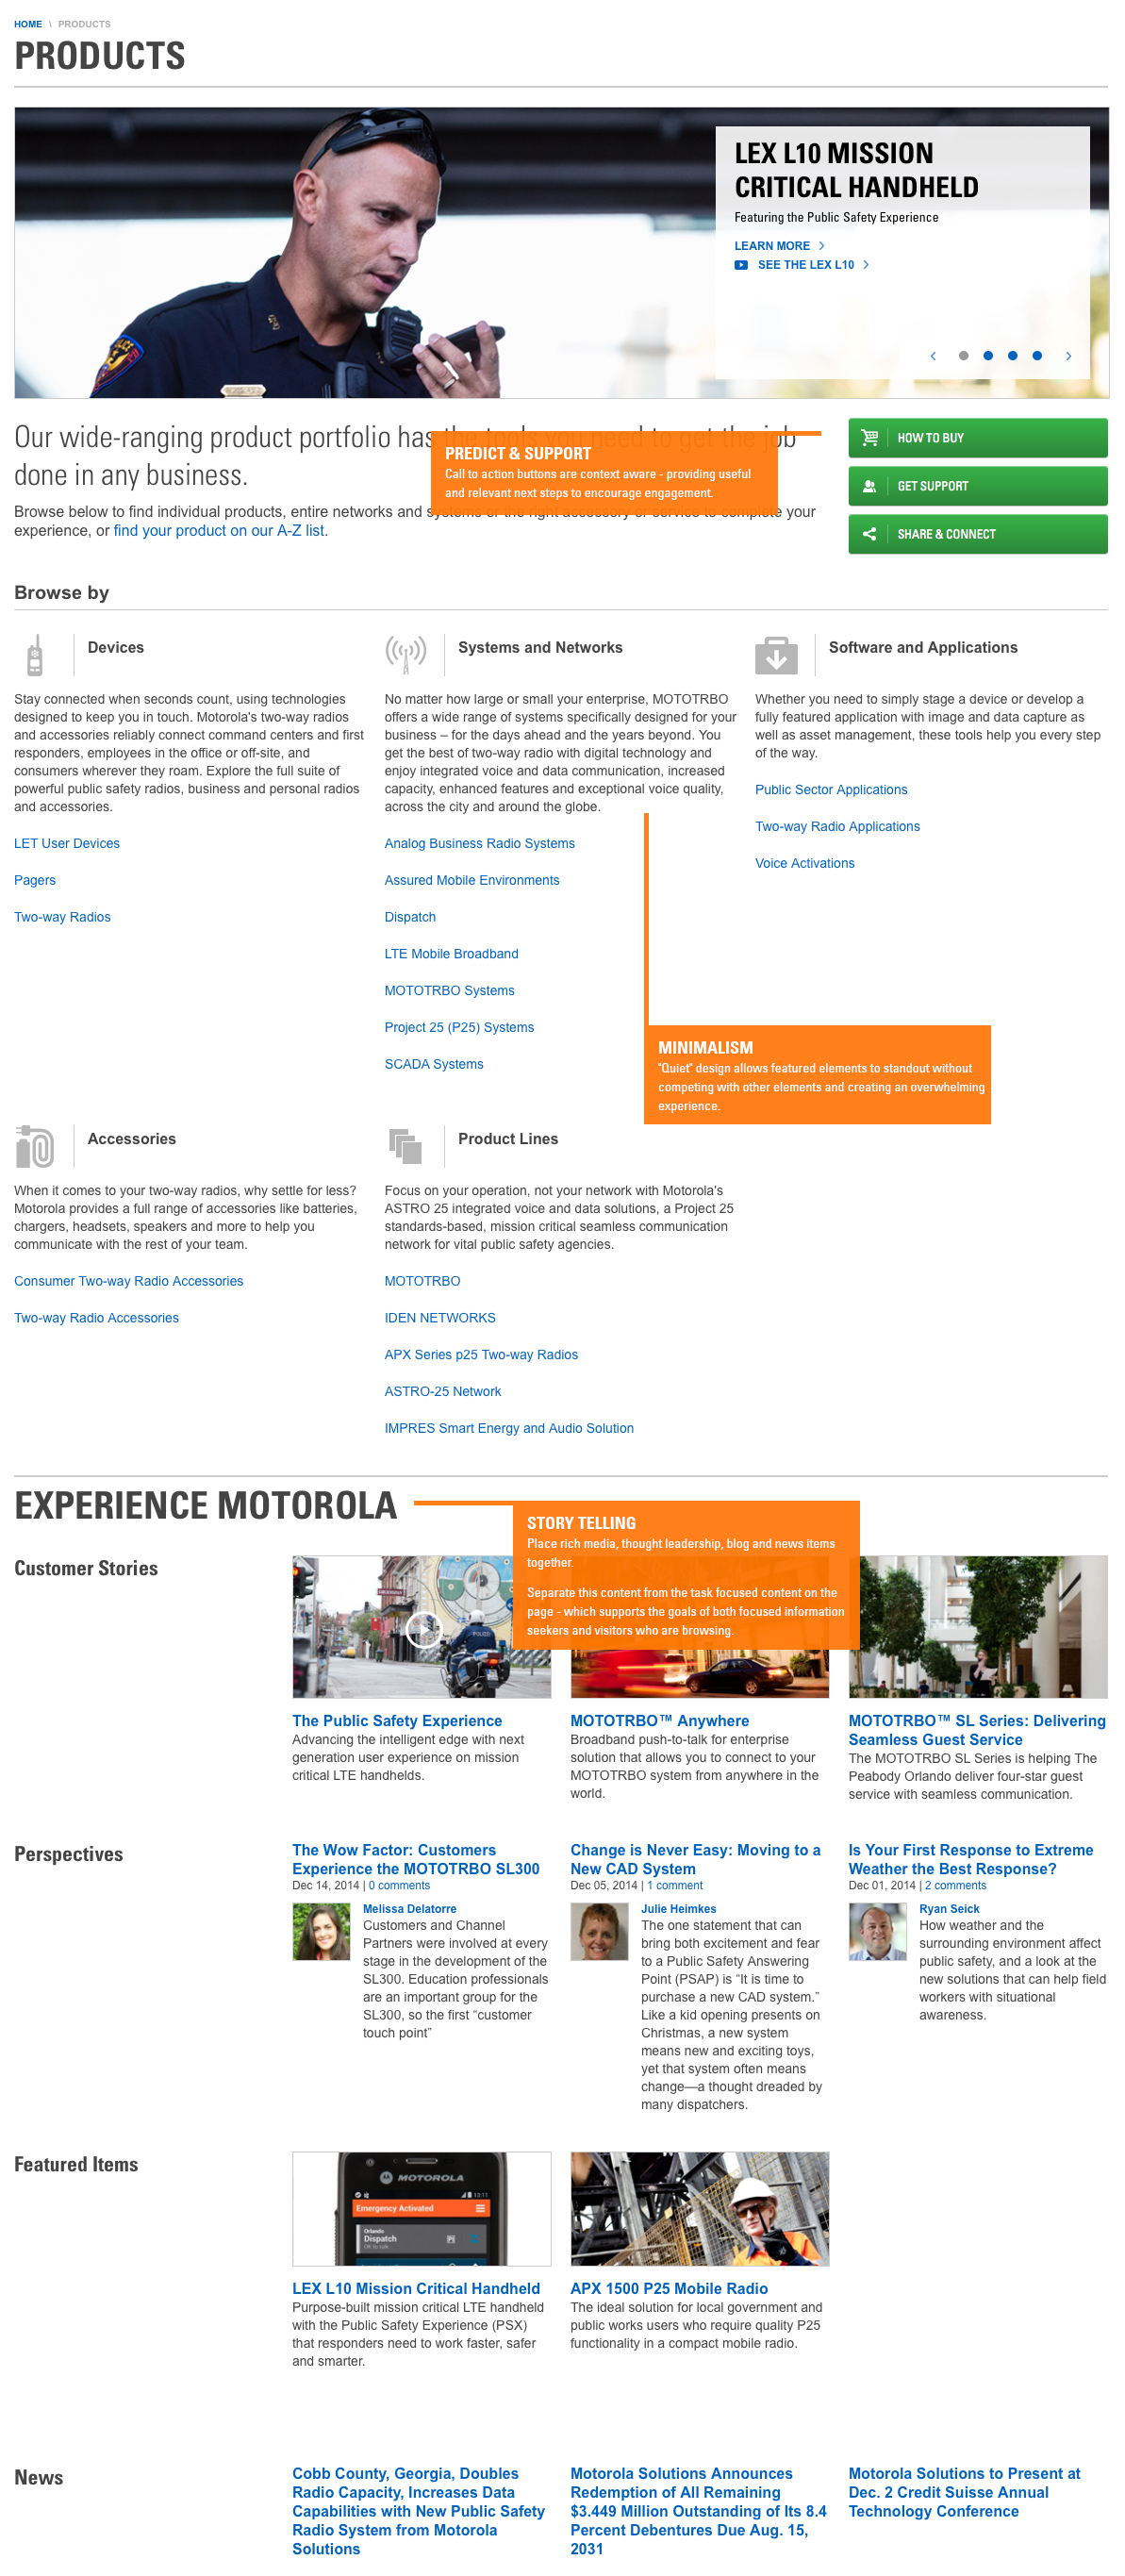 HOME \ PRODUCTS
PRODUCTS
LEX L10 MISSION
CRITICAL HANDHELD
Featuring the Public Safety Experience
LEARN MORE >
SEE THE LEX L10 >
Our wide-ranging product portfolio has the tools you need to get the job
done in any business.
Browse below to find individual products, entire networks and systems or the right accessory or service to complete your
experience, or find your product on our A-Z list.
PREDICT & SUPPORT
Call to action buttons are context aware - providing useful
and relevant next steps to encourage engagement.
HOW TO BUY
GET SUPPORT
SHARE & CONNECT
Browse by
Devices
Stay connected when seconds count, using technologies
designed to keep you in touch. Motorola's two-way radios
and accessories reliably connect command centers and first
responders, employees in the office or off-site, and
consumers wherever they roam. Explore the full suite of
powerful public safety radios, business and personal radios
and accessories.
LET User Devices
Pagers
Two-way Radios
Systems and Networks
No matter how large or small your enterprise, MOTOTRBO
offers a wide range of systems specifically designed for your
business – for the days ahead and the years beyond. You
get the best of two-way radio with digital technology and
enjoy integrated voice and data communication, increased
capacity, enhanced features and exceptional voice quality,
across the city and around the globe.
Analog Business Radio Systems
Assured Mobile Environments
Dispatch
LTE Mobile Broadband
MOTOTRBO Systems
Project 25 (P25) Systems
SCADA Systems
Software and Applications
Whether you need to simply stage a device or develop a
fully featured application with image and data capture as
well as asset management, these tools help you every step
of the way.
Public Sector Applications
Two-way Radio Applications
Voice Activations
MINIMALISM
"Quiet" design allows featured elements to standout without
competing with other elements and creating an overwhelming
experience.
Accessories
When it comes to your two-way radios, why settle for less?
Motorola provides a full range of accessories like batteries,
chargers, headsets, speakers and more to help you
communicate with the rest of your team.
Consumer Two-way Radio Accessories
Two-way Radio Accessories
Product Lines
Focus on your operation, not your network with Motorola's
ASTRO 25 integrated voice and data solutions, a Project 25
standards-based, mission critical seamless communication
network for vital public safety agencies.
MOTOTRBO
IDEN NETWORKS
APX Series p25 Two-way Radios
ASTRO-25 Network
IMPRES Smart Energy and Audio Solution
EXPERIENCE MOTOROLA
STORY TELLING
Place rich media, thought leadership, blog and news items
together.
Separate this content from the task focused content on the
page - which supports the goals of both focused information
seekers and visitors who are browsing.
Customer Stories
The Public Safety Experience
Advancing the intelligent edge with next
generation user experience on mission
critical LTE handhelds.
MOTOTRBO™ Anywhere
Broadband push-to-talk for enterprise
solution that allows you to connect to your
MOTOTRBO system from anywhere in the
world.
MOTOTRBO™ SL Series: Delivering
Seamless Guest Service
The MOTOTRBO SL Series is helping The
Peabody Orlando deliver four-star guest
service with seamless communication.
Perspectives
The Wow Factor: Customers
Experience the MOTOTRBO SL300
Dec 14, 2014 | 0 comments
Melissa Delatorre
Customers and Channel
Partners were involved at every
stage in the development of the
SL300. Education professionals
are an important group for the
SL300, so the first “customer
touch point”
Change is Never Easy: Moving to a
New CAD System
Dec 05, 2014 | 1 comment
Julie Heimkes
The one statement that can
bring both excitement and fear
to a Public Safety Answering
Point (PSAP) is “It is time to
purchase a new CAD system.”
Like a kid opening presents on
Christmas, a new system
means new and exciting toys,
yet that system often means
change—a thought dreaded by
many dispatchers.
Is Your First Response to Extreme
Weather the Best Response?
Dec 01, 2014 | 2 comments
Ryan Seick
How weather and the
surrounding environment affect
public safety, and a look at the
new solutions that can help field
workers with situational
awareness.
Featured Items
MOTOROLA
13:11
Emergency Activated
Orlando
Dispatch
LEX L10 Mission Critical Handheld
Purpose-built mission critical LTE handheld
with the Public Safety Experience (PSX)
that responders need to work faster, safer
and smarter.
APX 1500 P25 Mobile Radio
The ideal solution for local government and
public works users who require quality P25
functionality in a compact mobile radio.
News
Cobb County, Georgia, Doubles
Radio Capacity, Increases Data
Capabilities with New Public Safety
Radio System from Motorola
Solutions
Motorola Solutions Announces
Redemption of All Remaining
$3.449 Million Outstanding of Its 8.4
Percent Debentures Due Aug. 15,
2031
Motorola Solutions to Present at
Dec. 2 Credit Suisse Annual
Technology Conference